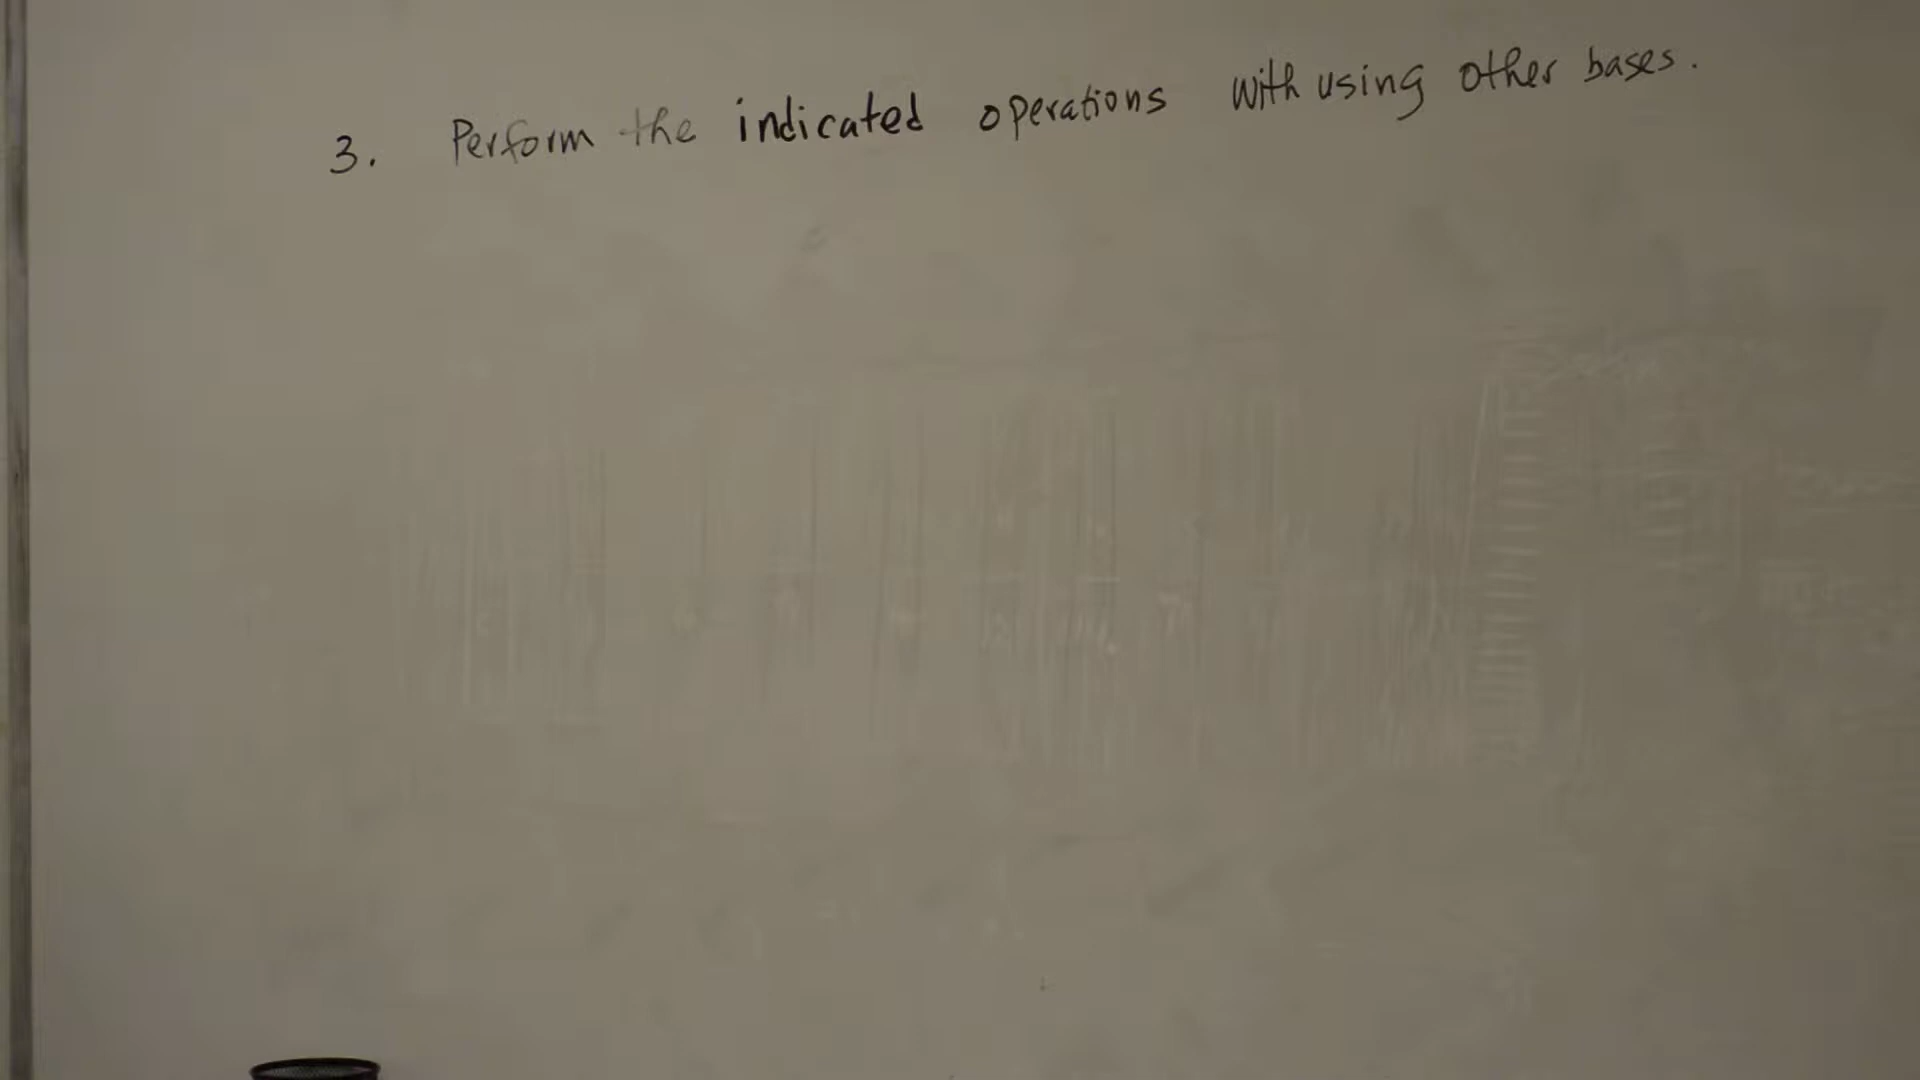 3. Perform the indicated operations with using other bases.